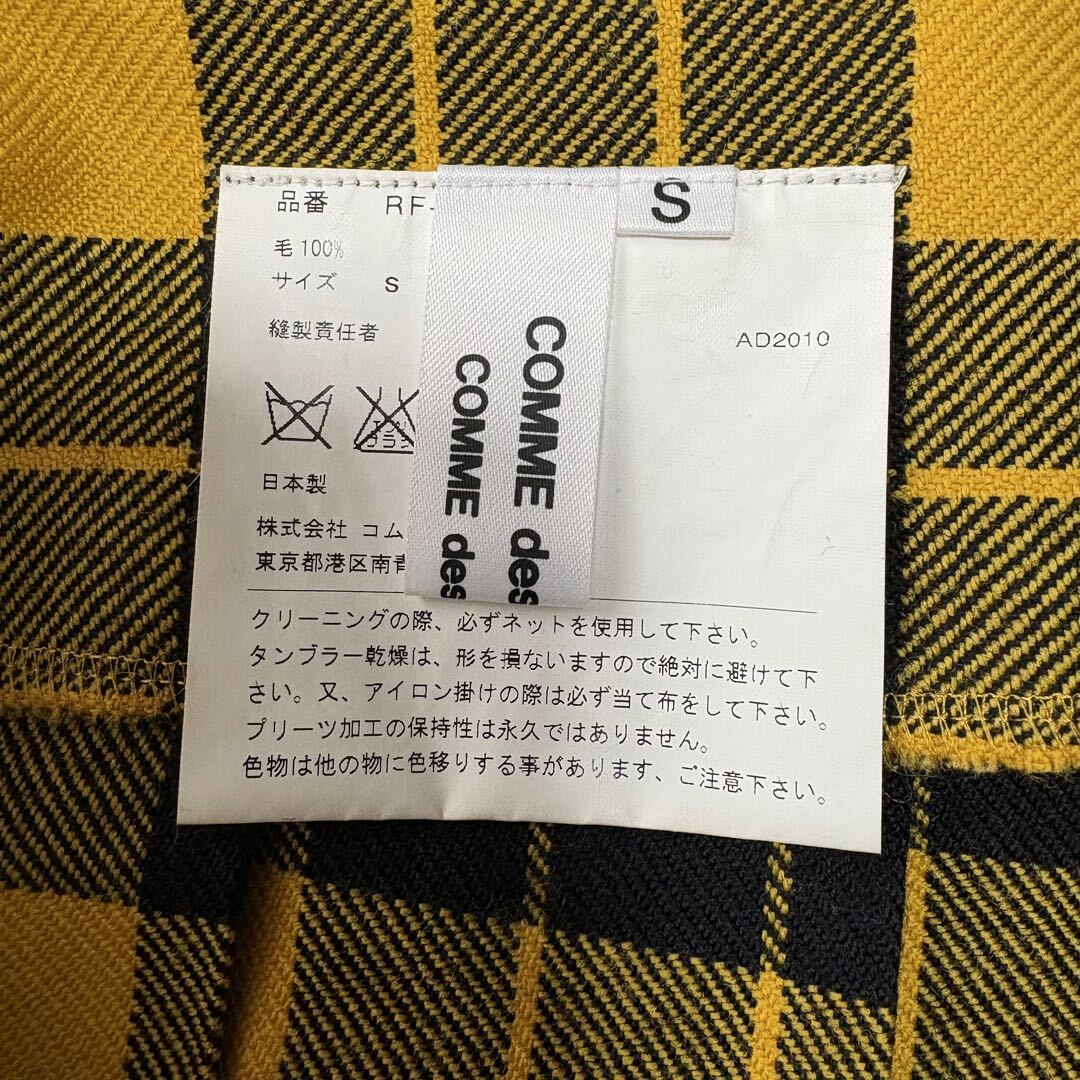 品番 RF-
S
毛100%
サイズ S
縫製責任者
AD2010
日本製
株式会社 コム
東京都港区南青
COMME des
COMME des
クリーニングの際、必ずネットを使用して下さい。
タンブラー乾燥は、形を損ないますので絶対に避けて下
さい。又、アイロン掛けの際は必ず当て布をして下さい。
プリーツ加工の保持性は永久ではありません。
色物は他の物に色移りする事があります、ご注意下さい。